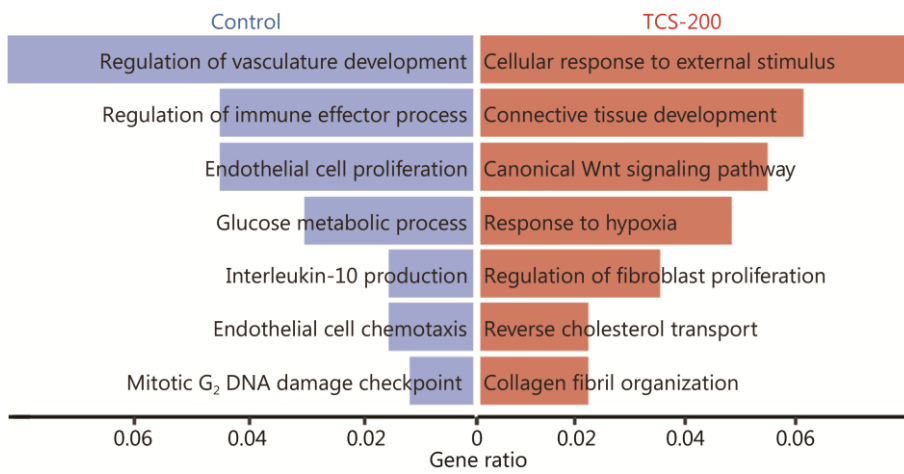 Control TCS-200
Regulation of vasculature development Cellular response to external stimulus
Regulation of immune effector process Connective tissue development
Endothelial cell proliferation Canonical Wnt signaling pathway
Glucose metabolic process Response to hypoxia
Interleukin-10 production Regulation of fibroblast proliferation
Endothelial cell chemotaxis Reverse cholesterol transport
Mitotic G₂ DNA damage checkpoint Collagen fibril organization
0.06 0.04 0.02 0 0.02 0.04 0.06
Gene ratio